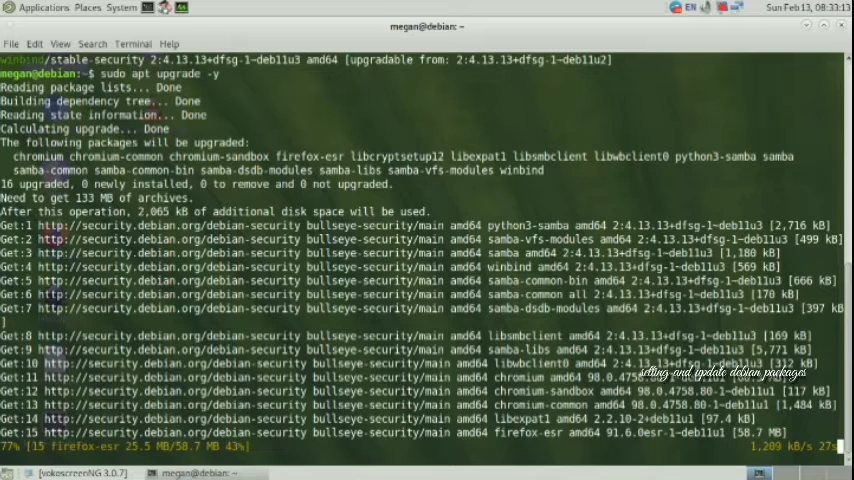 Applications Places System EN Sun Feb 13, 08:33:13
megan@debian: ~
File Edit View Search Terminal Help
winbind/stable-security 2:4.13.13+dfsg-1~deb11u3 amd64 [upgradable from: 2:4.13.13+dfsg-1~deb11u2]
megan@debian:~$ sudo apt upgrade -y
Reading package lists... Done
Building dependency tree... Done
Reading state information... Done
Calculating upgrade... Done
The following packages will be upgraded:
chromium chromium-common chromium-sandbox firefox-esr libcryptsetup12 libexpat1 libsmbclient libwbclient0 python3-samba samba
samba-common samba-common-bin samba-dsdb-modules samba-libs samba-vfs-modules winbind
16 upgraded, 0 newly installed, 0 to remove and 0 not upgraded.
Need to get 133 MB of archives.
After this operation, 2,065 kB of additional disk space will be used.
Get:1 http://security.debian.org/debian-security bullseye-security/main amd64 python3-samba amd64 2:4.13.13+dfsg-1~deb11u3 [2,716 kB]
Get:2 http://security.debian.org/debian-security bullseye-security/main amd64 samba-vfs-modules amd64 2:4.13.13+dfsg-1~deb11u3 [499 kB]
Get:3 http://security.debian.org/debian-security bullseye-security/main amd64 samba amd64 2:4.13.13+dfsg-1~deb11u3 [1,180 kB]
Get:4 http://security.debian.org/debian-security bullseye-security/main amd64 winbind amd64 2:4.13.13+dfsg-1~deb11u3 [569 kB]
Get:5 http://security.debian.org/debian-security bullseye-security/main amd64 samba-common-bin amd64 2:4.13.13+dfsg-1~deb11u3 [666 kB]
Get:6 http://security.debian.org/debian-security bullseye-security/main amd64 samba-common all 2:4.13.13+dfsg-1~deb11u3 [170 kB]
Get:7 http://security.debian.org/debian-security bullseye-security/main amd64 samba-dsdb-modules amd64 2:4.13.13+dfsg-1~deb11u3 [397 kB
]
Get:8 http://security.debian.org/debian-security bullseye-security/main amd64 libsmbclient amd64 2:4.13.13+dfsg-1~deb11u3 [169 kB]
Get:9 http://security.debian.org/debian-security bullseye-security/main amd64 samba-libs amd64 2:4.13.13+dfsg-1~deb11u3 [5,771 kB]
Get:10 http://security.debian.org/debian-security bullseye-security/main amd64 libwbclient0 amd64 2:4.13.13+dfsg-1~deb11u3 [312 kB]
setting and update debian packages
Get:11 http://security.debian.org/debian-security bullseye-security/main amd64 chromium amd64
Get:12 http://security.debian.org/debian-security bullseye-security/main amd64 chromium-sandbox amd64 98.0.4758.80-1~deb11u1 [117 kB]
Get:13 http://security.debian.org/debian-security bullseye-security/main amd64 chromium-common amd64 98.0.4758.80-1~deb11u1 [1,484 kB]
Get:14 http://security.debian.org/debian-security bullseye-security/main amd64 libexpat1 amd64 2.2.10-2+deb11u1 [97.4 kB]
Get:15 http://security.debian.org/debian-security bullseye-security/main amd64 firefox-esr amd64 91.6.0esr-1~deb11u1 [58.7 MB]
77% [15 firefox-esr 25.5 MB/58.7 MB 43%] 1,209 kB/s 27s
[vokoscreenNG 3.0.7] megan@debian: ~